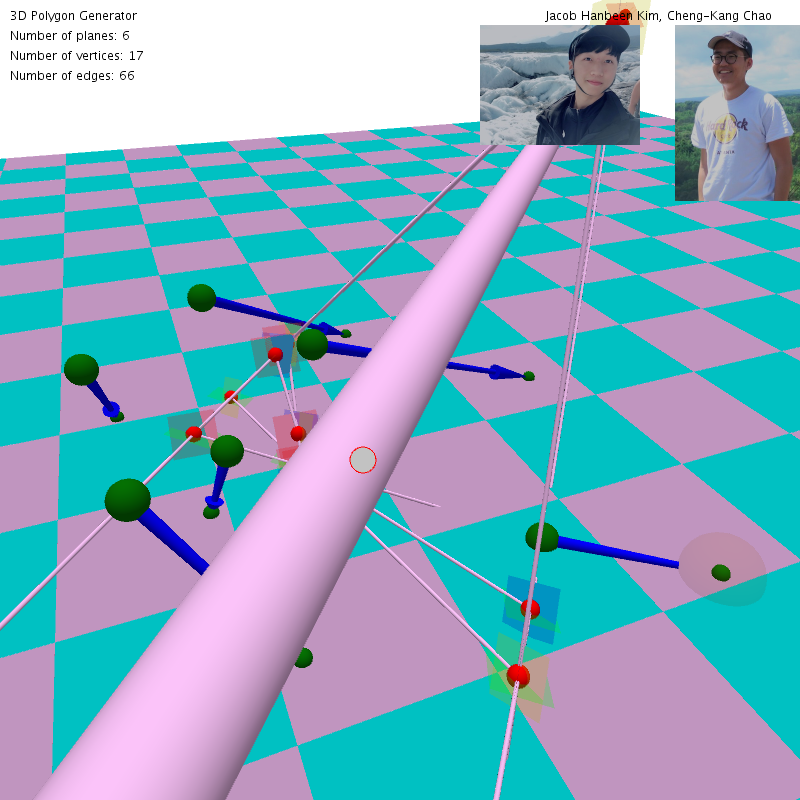 3D Polygon Generator
Jacob Hanbeen Kim, Cheng-Kang Chao
Number of planes: 6
Number of vertices: 17
Number of edges: 66